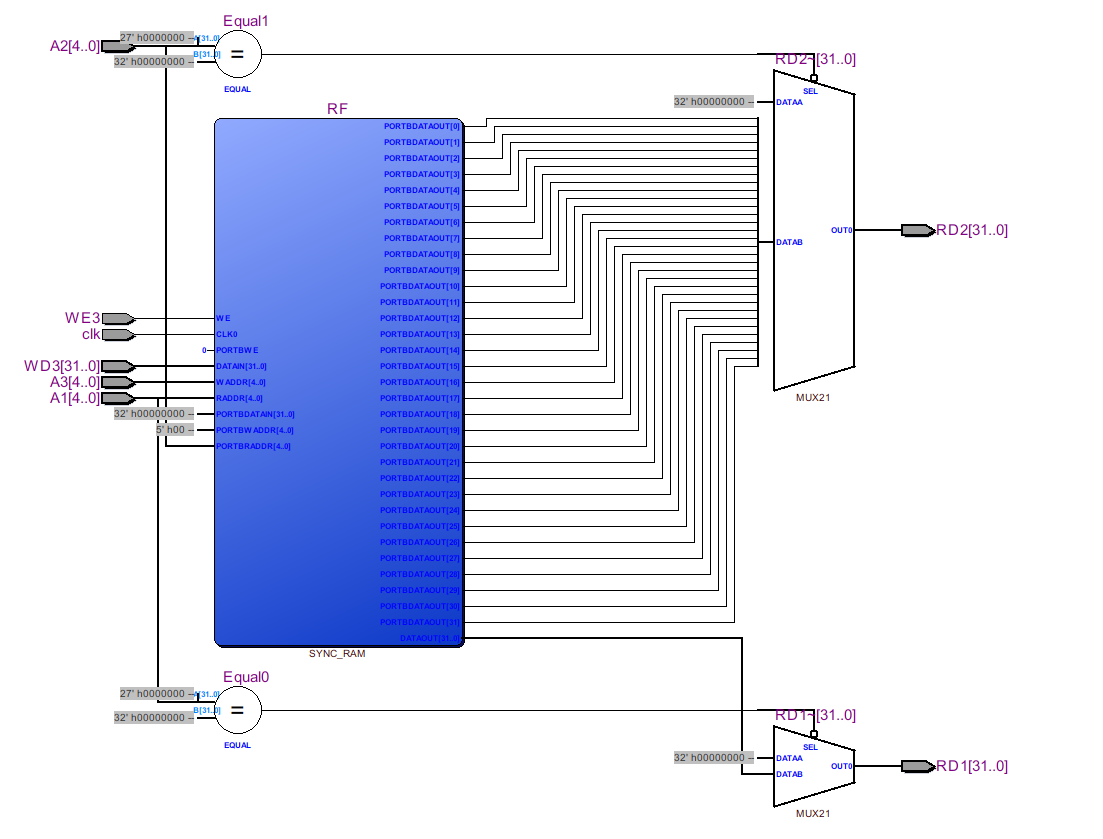 Equal1
A2[4..0]
27' h0000000
A[31..0]
32' h00000000
B[31..0]
=
EQUAL
RD2~[31..0]
SEL
32' h00000000
DATAA
DATAB
OUT0
RD2[31..0]
MUX21
RF
PORTBDATAOUT[0]
PORTBDATAOUT[1]
PORTBDATAOUT[2]
PORTBDATAOUT[3]
PORTBDATAOUT[4]
PORTBDATAOUT[5]
PORTBDATAOUT[6]
PORTBDATAOUT[7]
PORTBDATAOUT[8]
PORTBDATAOUT[9]
PORTBDATAOUT[10]
PORTBDATAOUT[11]
PORTBDATAOUT[12]
PORTBDATAOUT[13]
PORTBDATAOUT[14]
PORTBDATAOUT[15]
PORTBDATAOUT[16]
PORTBDATAOUT[17]
PORTBDATAOUT[18]
PORTBDATAOUT[19]
PORTBDATAOUT[20]
PORTBDATAOUT[21]
PORTBDATAOUT[22]
PORTBDATAOUT[23]
PORTBDATAOUT[24]
PORTBDATAOUT[25]
PORTBDATAOUT[26]
PORTBDATAOUT[27]
PORTBDATAOUT[28]
PORTBDATAOUT[29]
PORTBDATAOUT[30]
PORTBDATAOUT[31]
DATAOUT[31..0]
WE3
WE
clk
CLK0
0
PORTBWE
WD3[31..0]
DATAIN[31..0]
A3[4..0]
WADDR[4..0]
A1[4..0]
RADDR[4..0]
32' h00000000
PORTBDATAIN[31..0]
5' h00
PORTBWADDR[4..0]
PORTBRADDR[4..0]
SYNC_RAM
Equal0
27' h0000000
A[31..0]
32' h00000000
B[31..0]
=
EQUAL
RD1~[31..0]
SEL
32' h00000000
DATAA
DATAB
OUT0
RD1[31..0]
MUX21